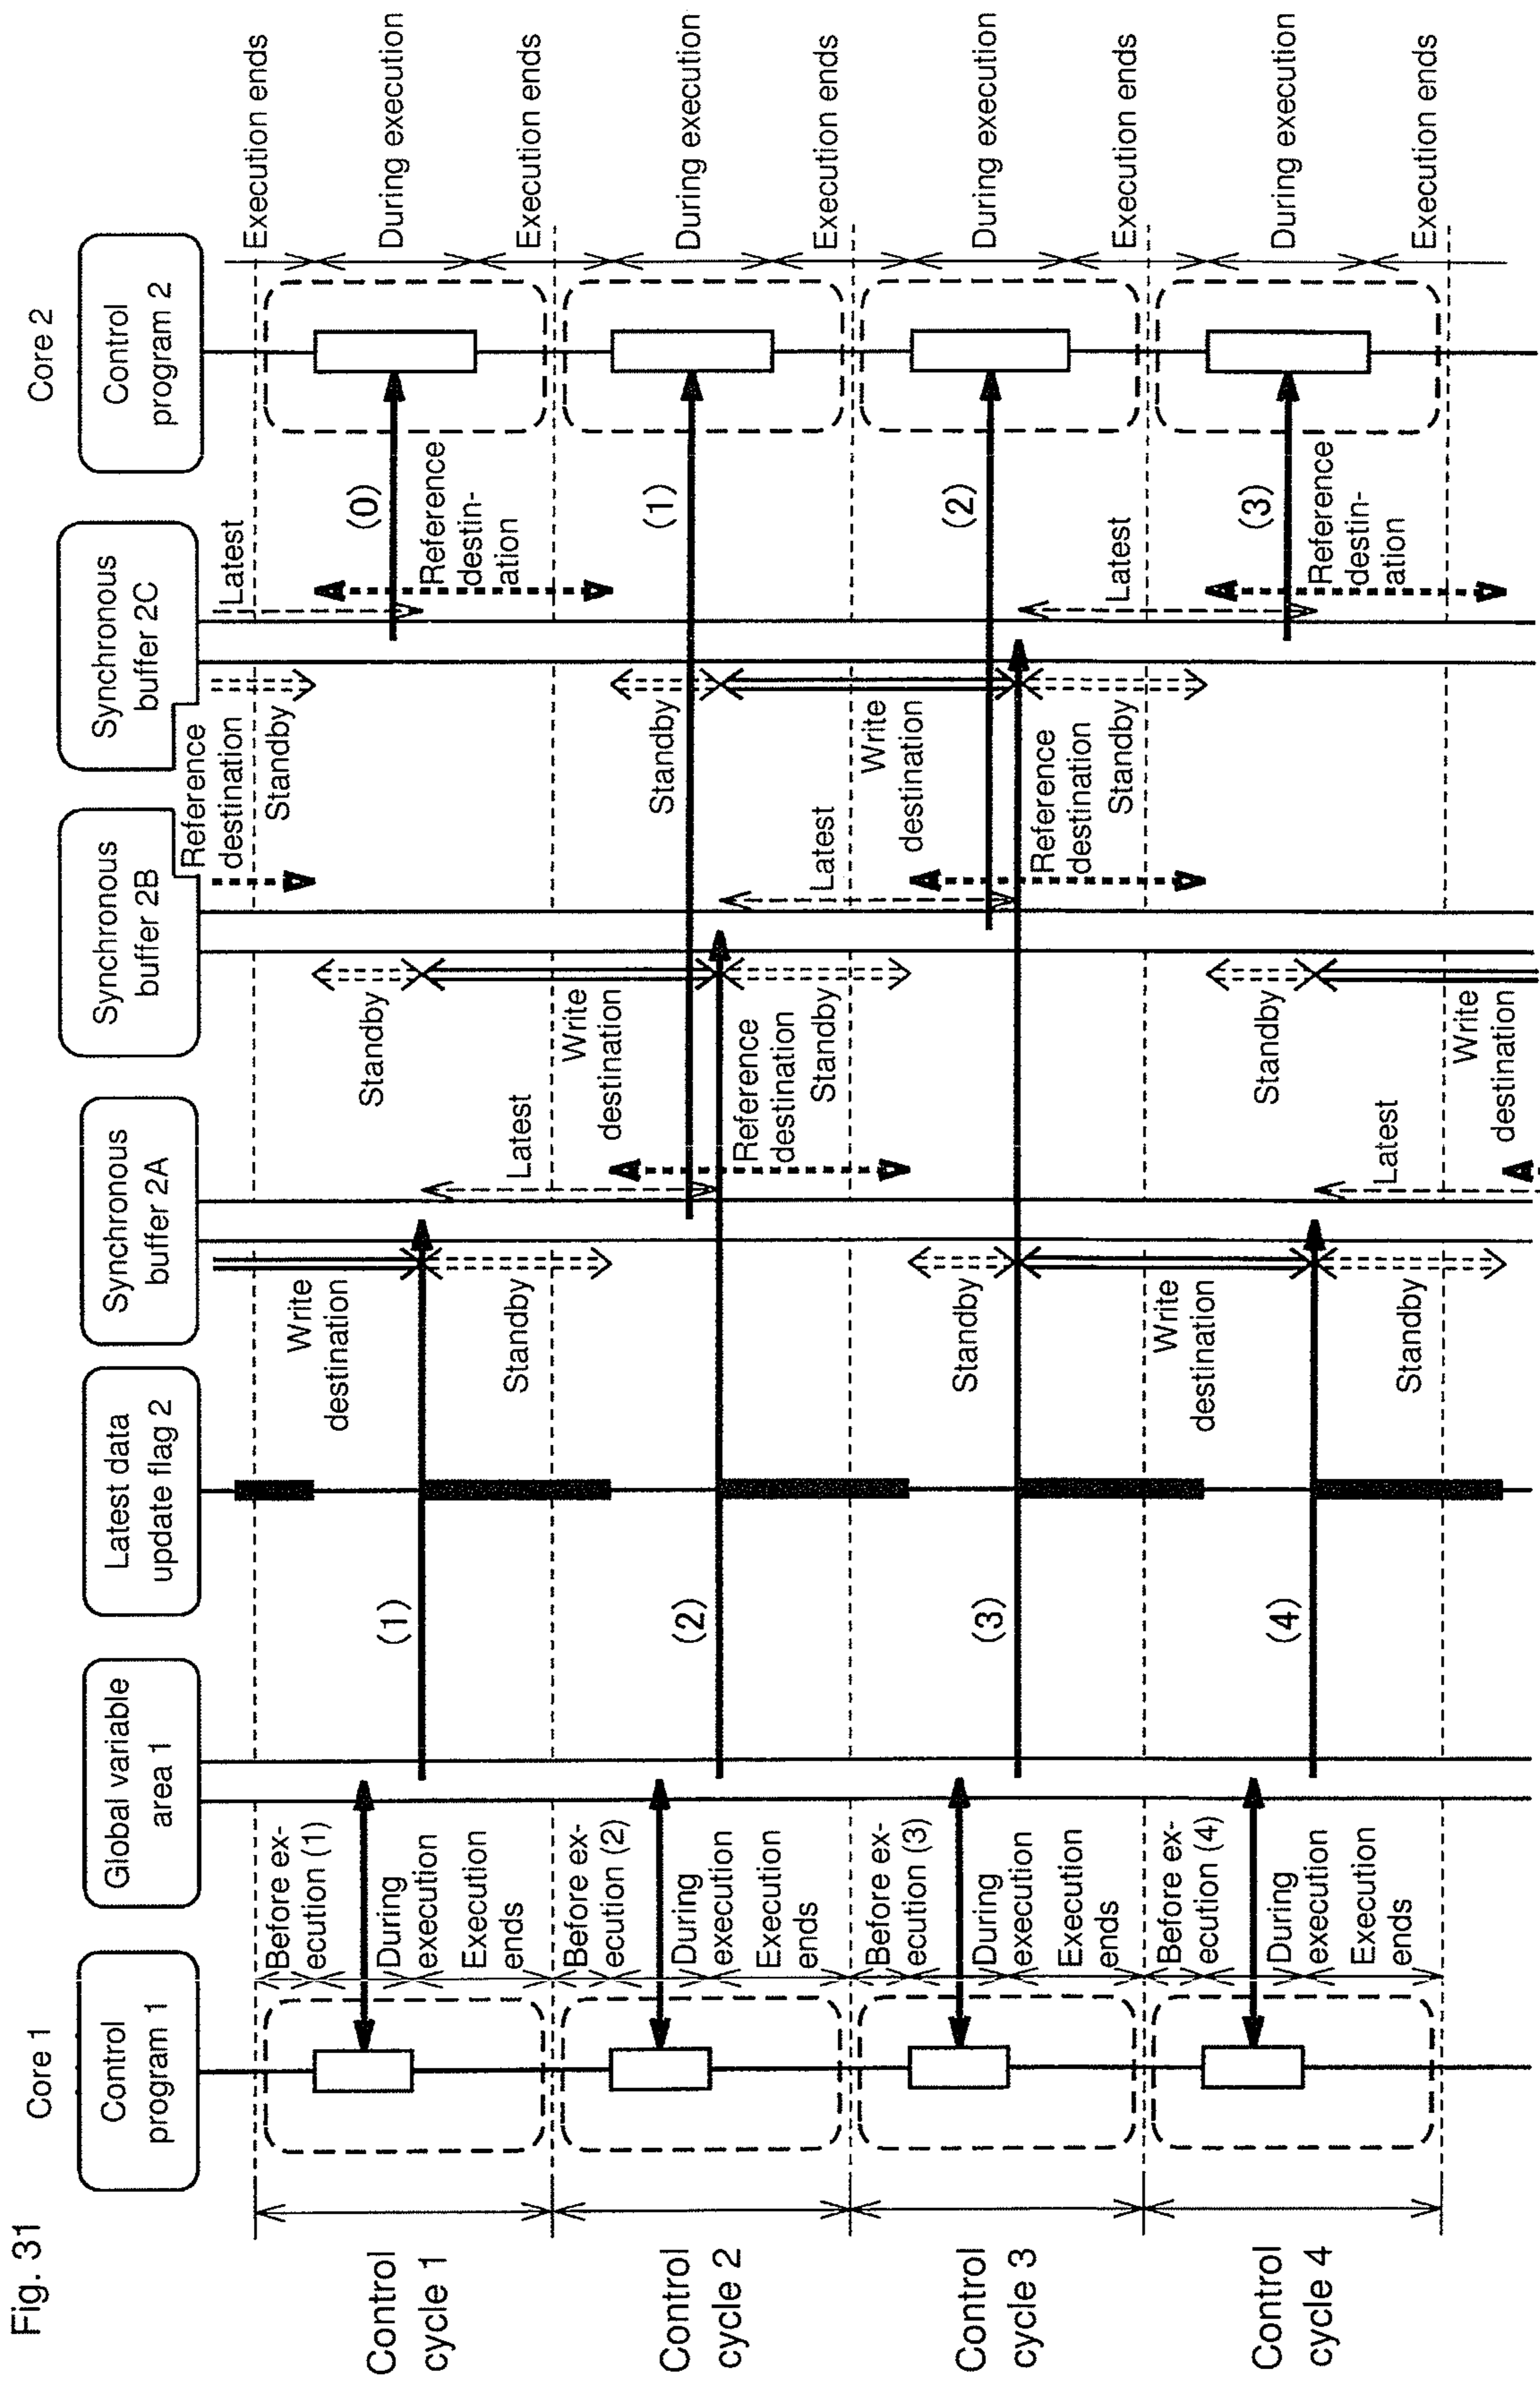 Fig. 31
Core 1
Core 2
Control
program 1
Global variable
area 1
Latest data
update flag 2
Synchronous
buffer 2A
Synchronous
buffer 2B
Synchronous
buffer 2C
Control
program 2
Control
cycle 1
Before ex-
ecution (1)
During
execution
Execution
ends
(1)
Write
destination
Standby
Latest
Standby
Write
destination
Reference
destination
Standby
Latest
(0)
Reference
destin-
ation
Execution ends
During execution
Execution ends
Control
cycle 2
Before ex-
ecution (2)
During
execution
Execution
ends
(2)
Reference
destination
Standby
Latest
Standby
Write
destination
(1)
During execution
Execution ends
Control
cycle 3
Before ex-
ecution (3)
During
execution
Execution
ends
(3)
Standby
Write
destination
Reference
destination
Standby
Latest
(2)
During execution
Execution ends
Control
cycle 4
Before ex-
ecution (4)
During
execution
Execution
ends
(4)
Standby
Latest
Standby
Write
destination
(3)
Reference
destin-
ation
During execution
Execution ends